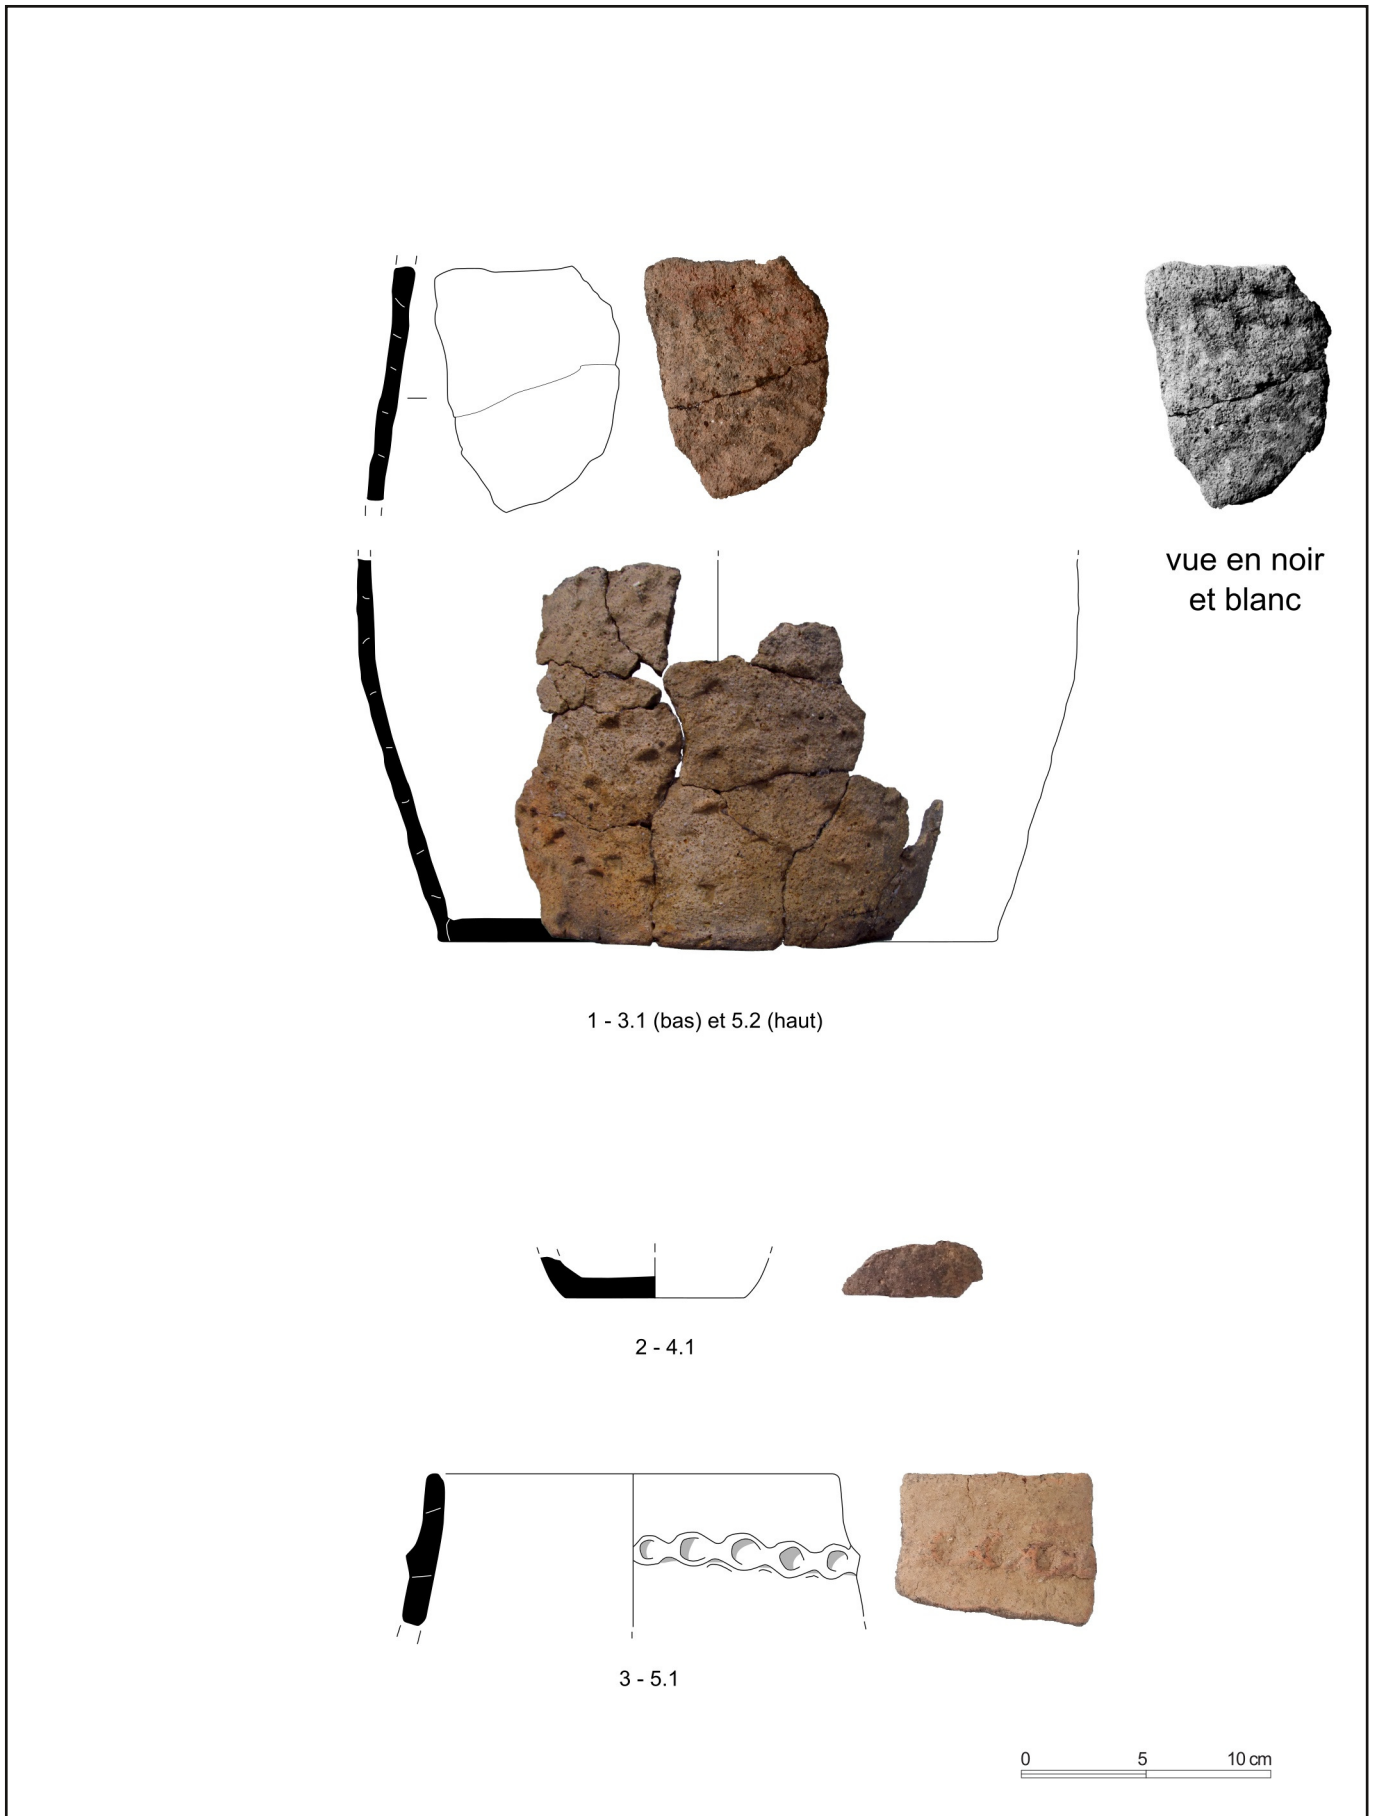 vue en noir
et blanc
1 - 3.1 (bas) et 5.2 (haut)
2 - 4.1
3 - 5.1
0 5 10 cm